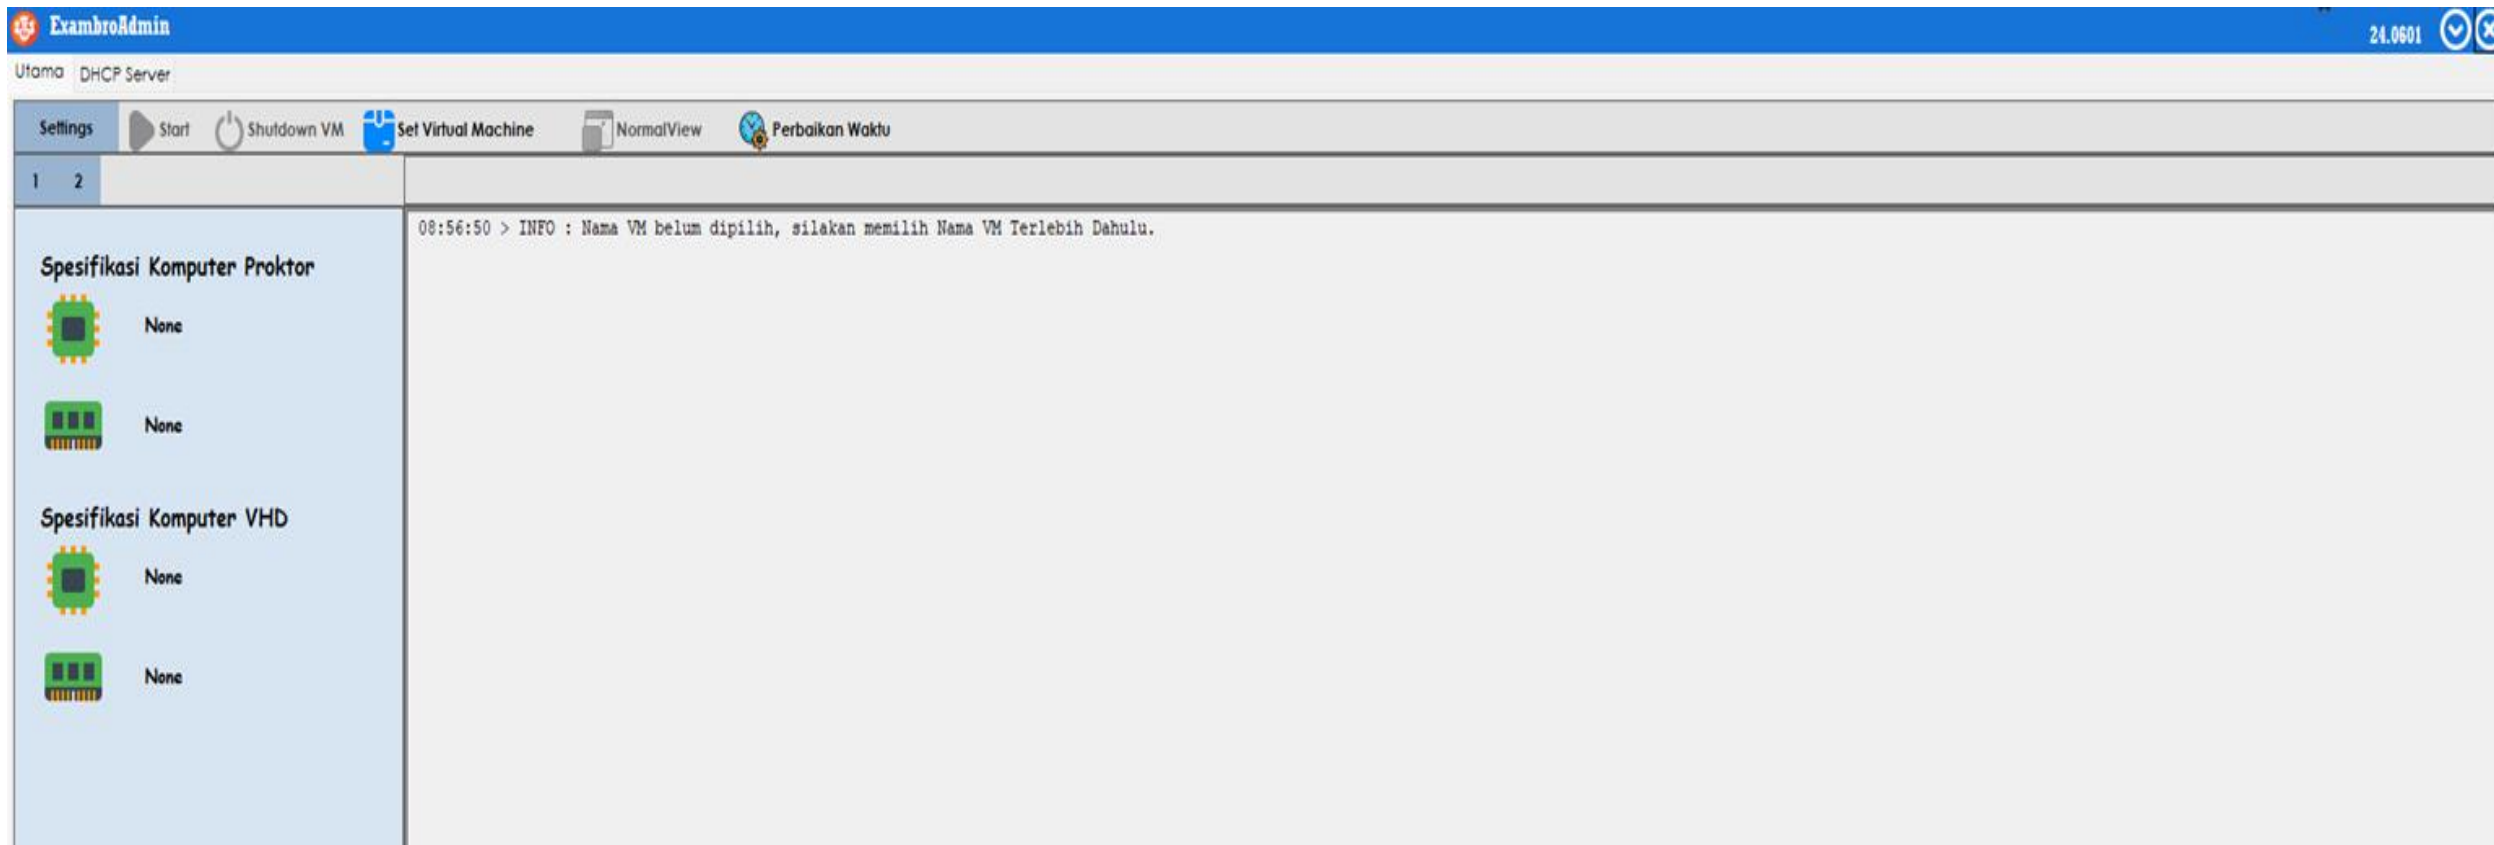 ExambroAdmin 24.0601
Utama DHCP Server
Settings Start Shutdown VM Set Virtual Machine NormalView Perbaikan Waktu
1 2
08:56:50 > INFO : Nama VM belum dipilih, silakan memilih Nama VM Terlebih Dahulu.
Spesifikasi Komputer Proktor
None
None
Spesifikasi Komputer VHD
None
None